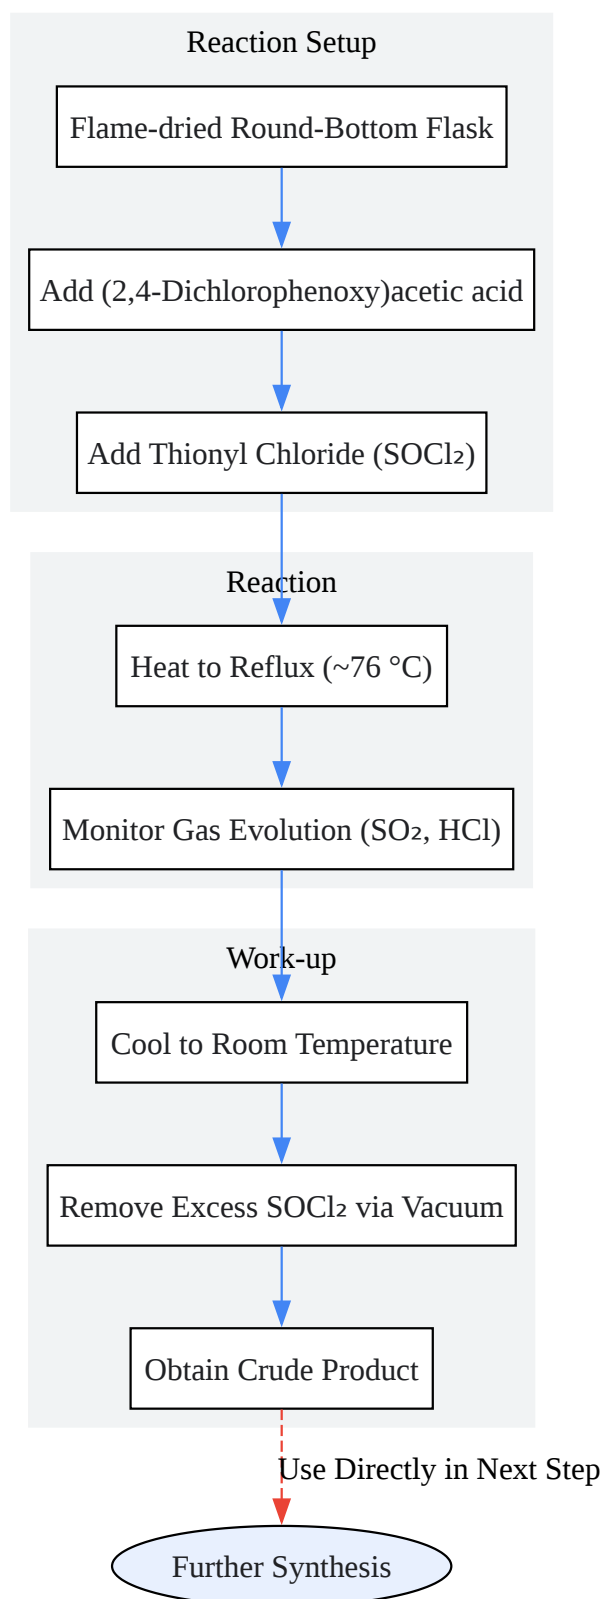 Reaction Setup
Flame-dried Round-Bottom Flask
Add (2,4-Dichlorophenoxy)acetic acid
Add Thionyl Chloride (SOCl₂)
Reaction
Heat to Reflux (~76 °C)
Monitor Gas Evolution (SO₂, HCl)
Work-up
Cool to Room Temperature
Remove Excess SOCl₂ via Vacuum
Obtain Crude Product
Use Directly in Next Step
Further Synthesis